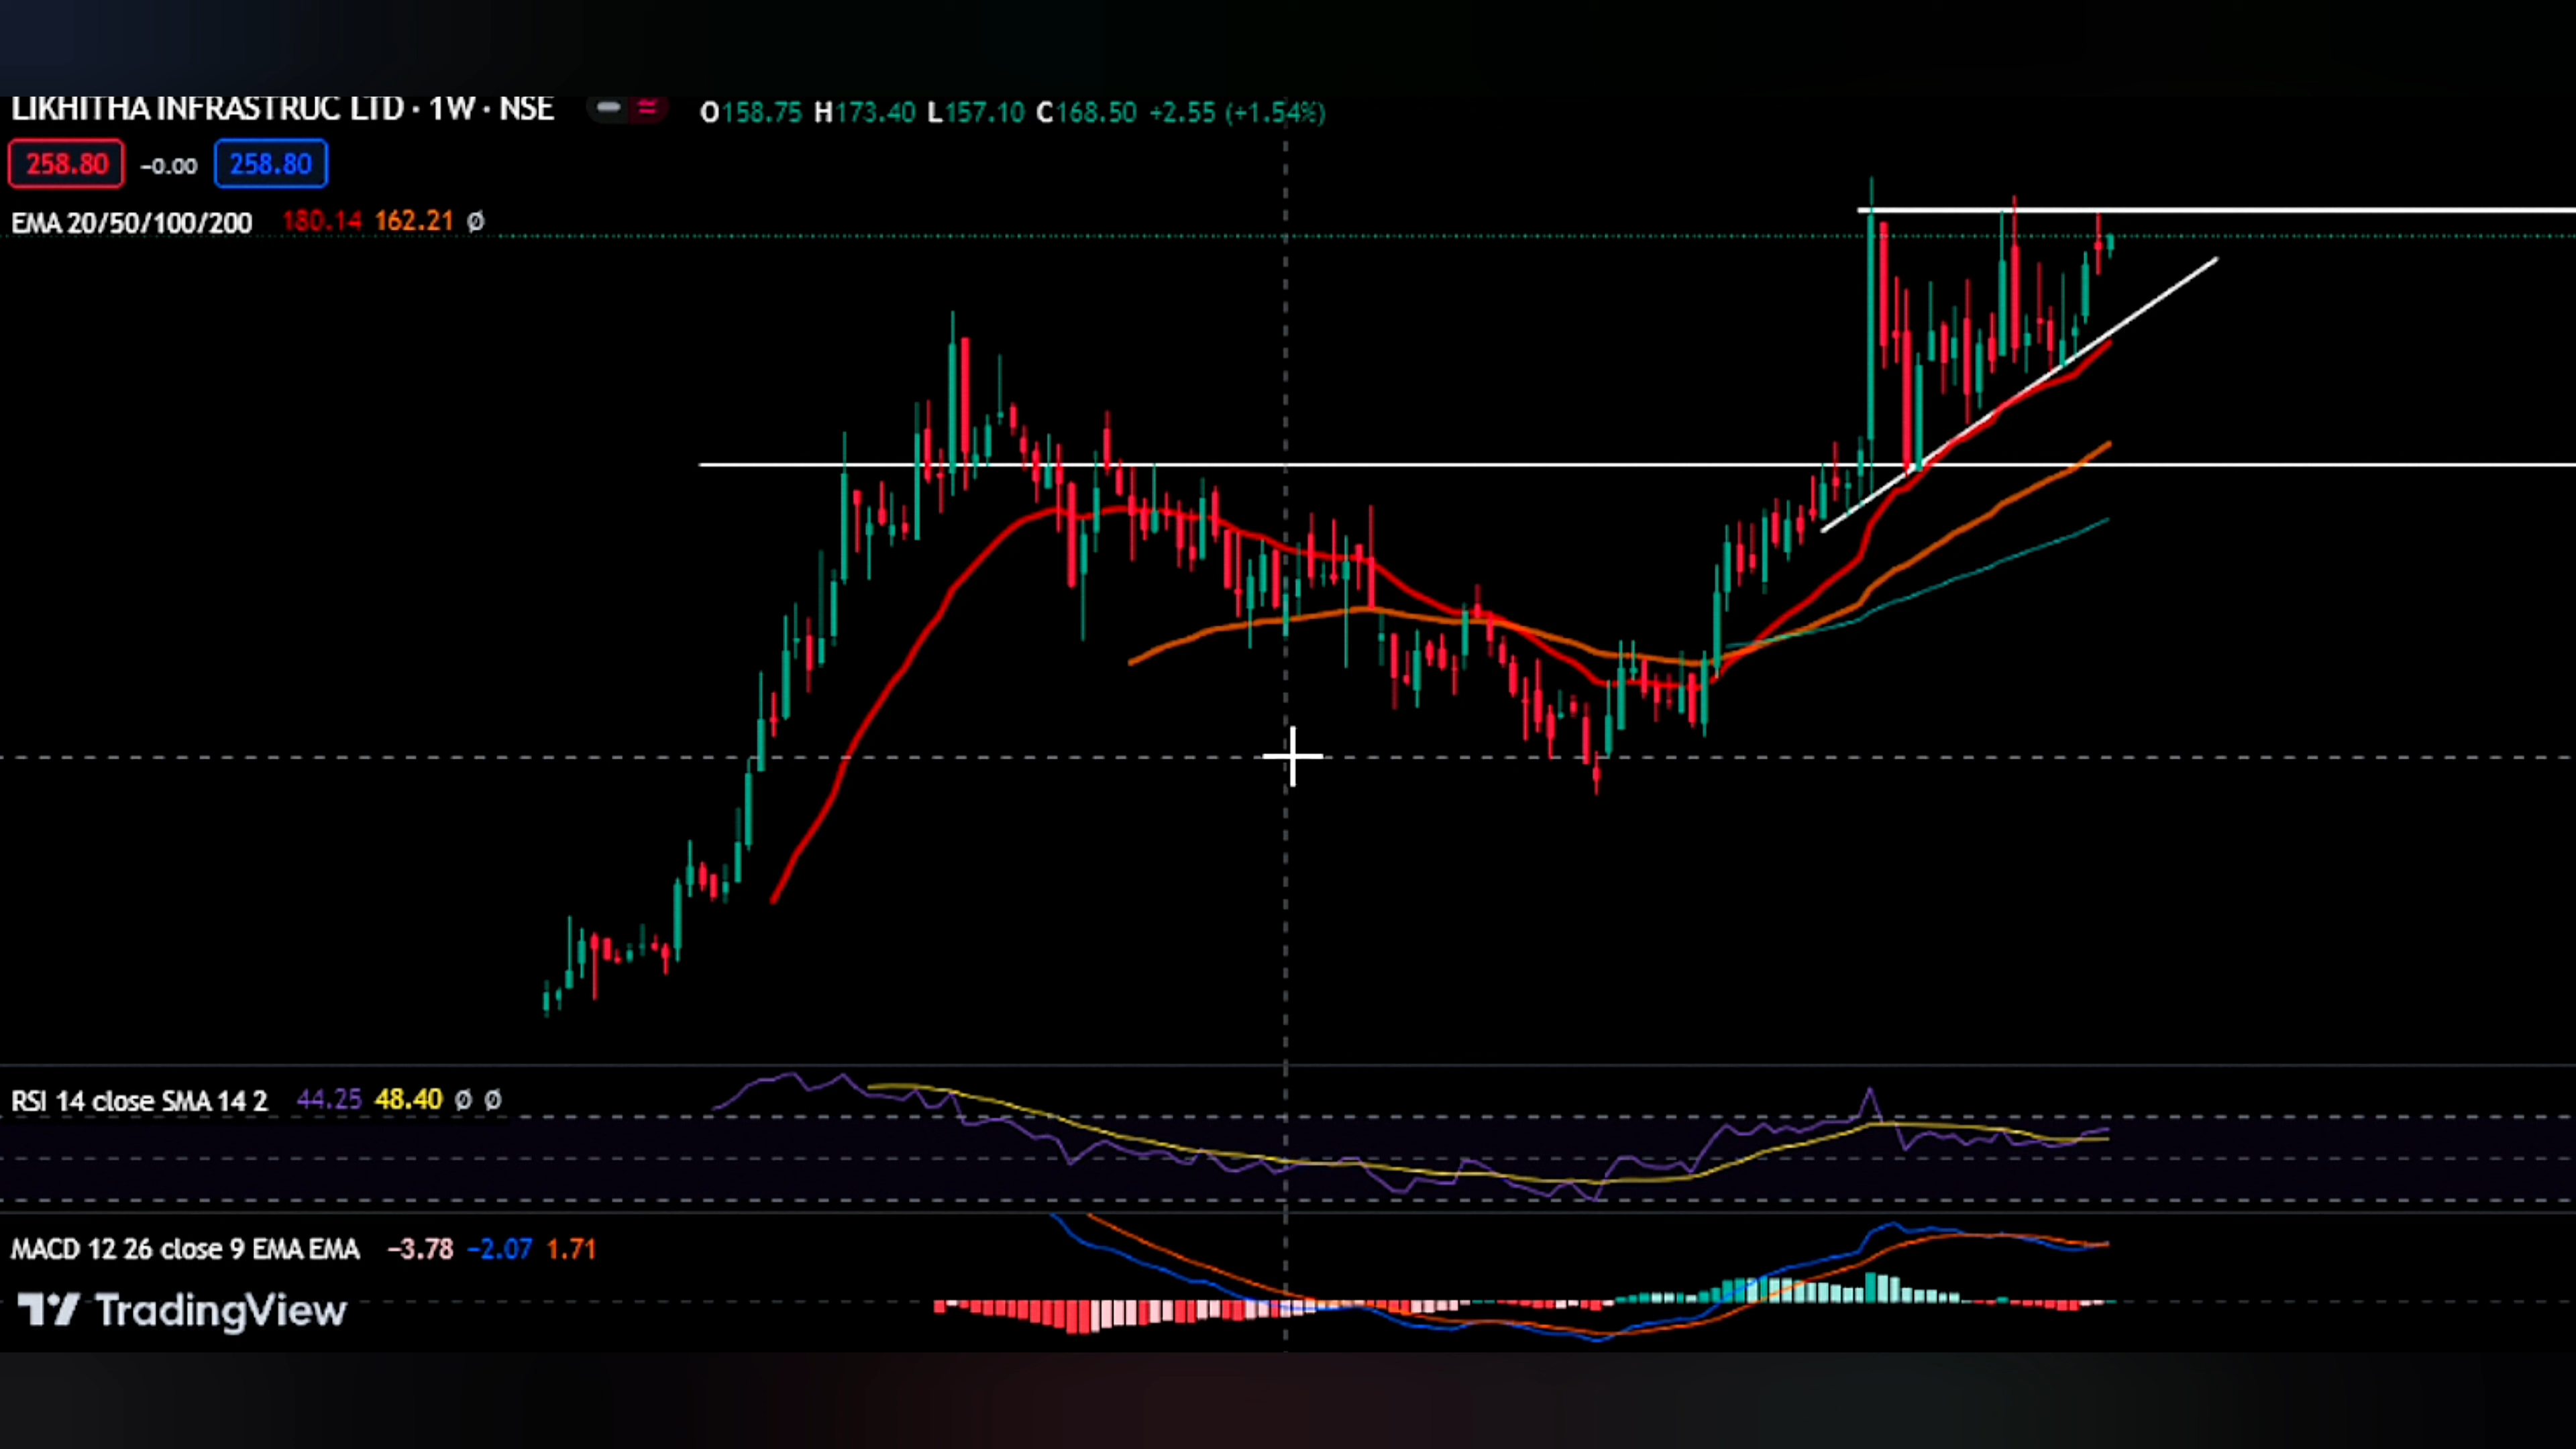 LIKHITHA INFRASTRUC LTD · 1W · NSE O158.75 H173.40 L157.10 C168.50 +2.55 (+1.54%)
258.80 −0.00 258.80
EMA 20/50/100/200 180.14 162.21 Ø
RSI 14 close SMA 14 2 44.25 48.40 Ø Ø
MACD 12 26 close 9 EMA EMA −3.78 −2.07 1.71
TradingView